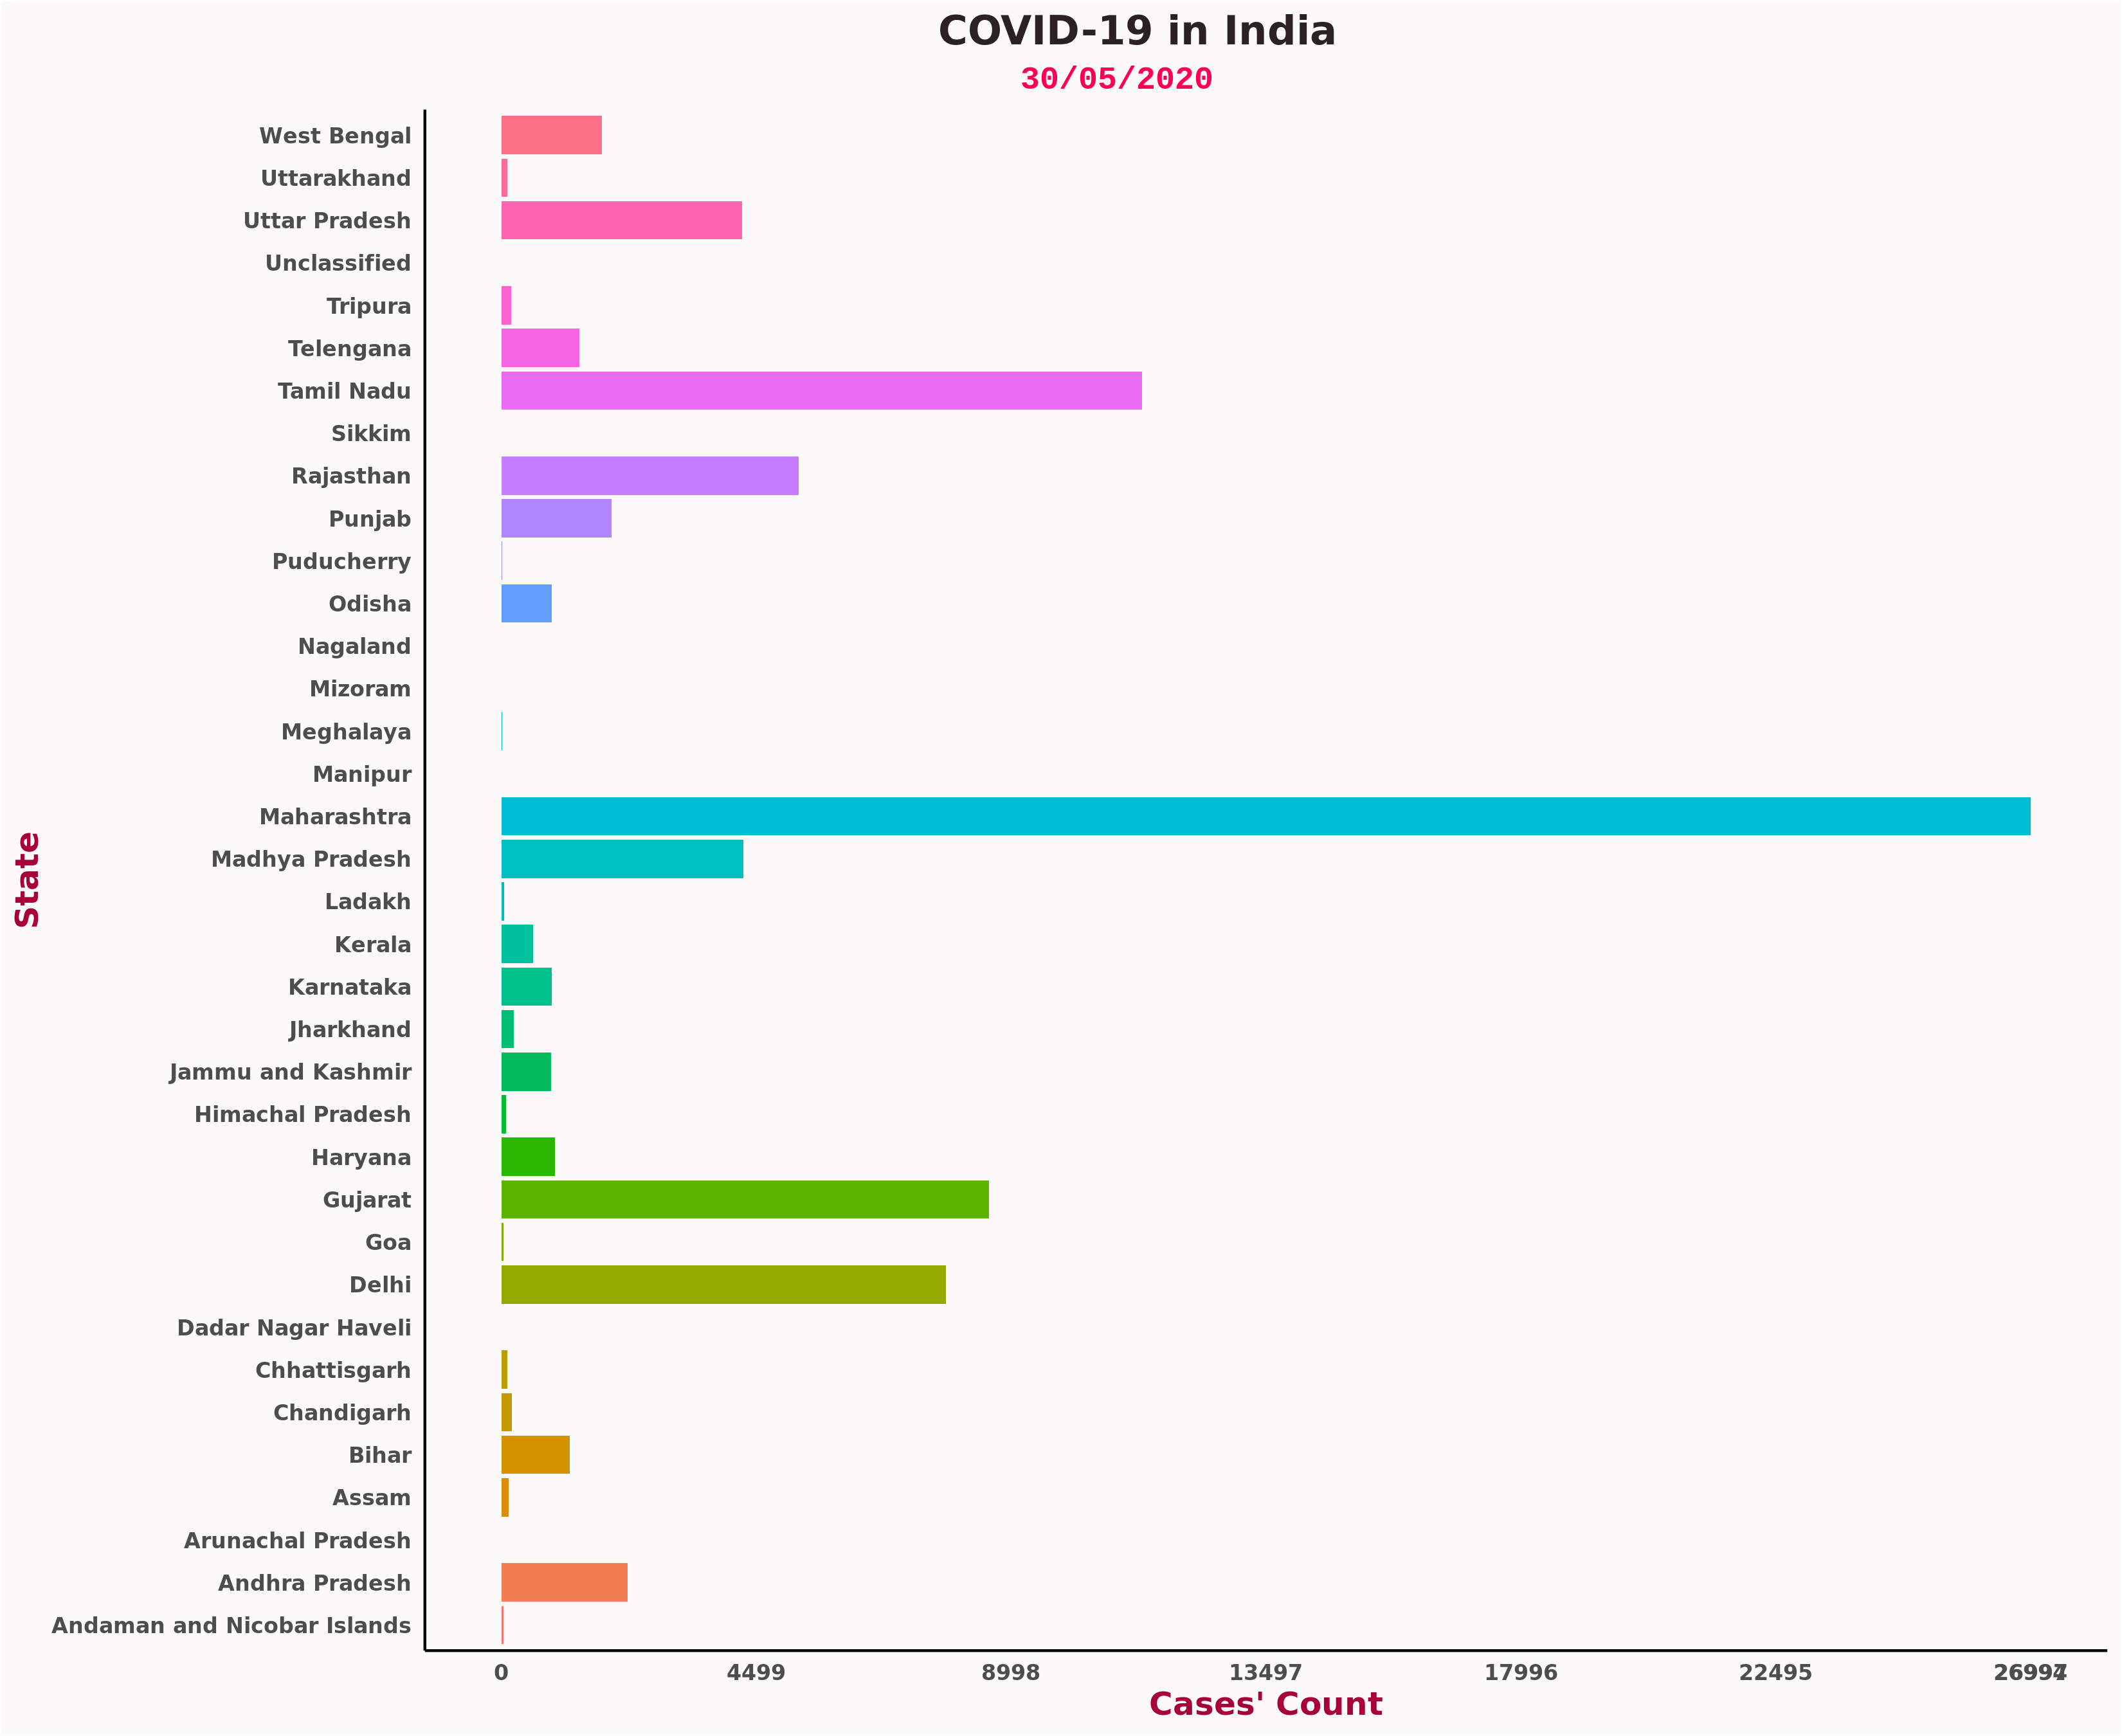 COVID-19 in India
30/05/2020
West Bengal
Uttarakhand
Uttar Pradesh
Unclassified
Tripura
Telengana
Tamil Nadu
Sikkim
Rajasthan
Punjab
Puducherry
Odisha
Nagaland
Mizoram
Meghalaya
Manipur
Maharashtra
Madhya Pradesh
Ladakh
Kerala
Karnataka
Jharkhand
Jammu and Kashmir
Himachal Pradesh
Haryana
Gujarat
Goa
Delhi
Dadar Nagar Haveli
Chhattisgarh
Chandigarh
Bihar
Assam
Arunachal Pradesh
Andhra Pradesh
Andaman and Nicobar Islands
State
0 4499 8998 13497 17996 22495
Cases' Count